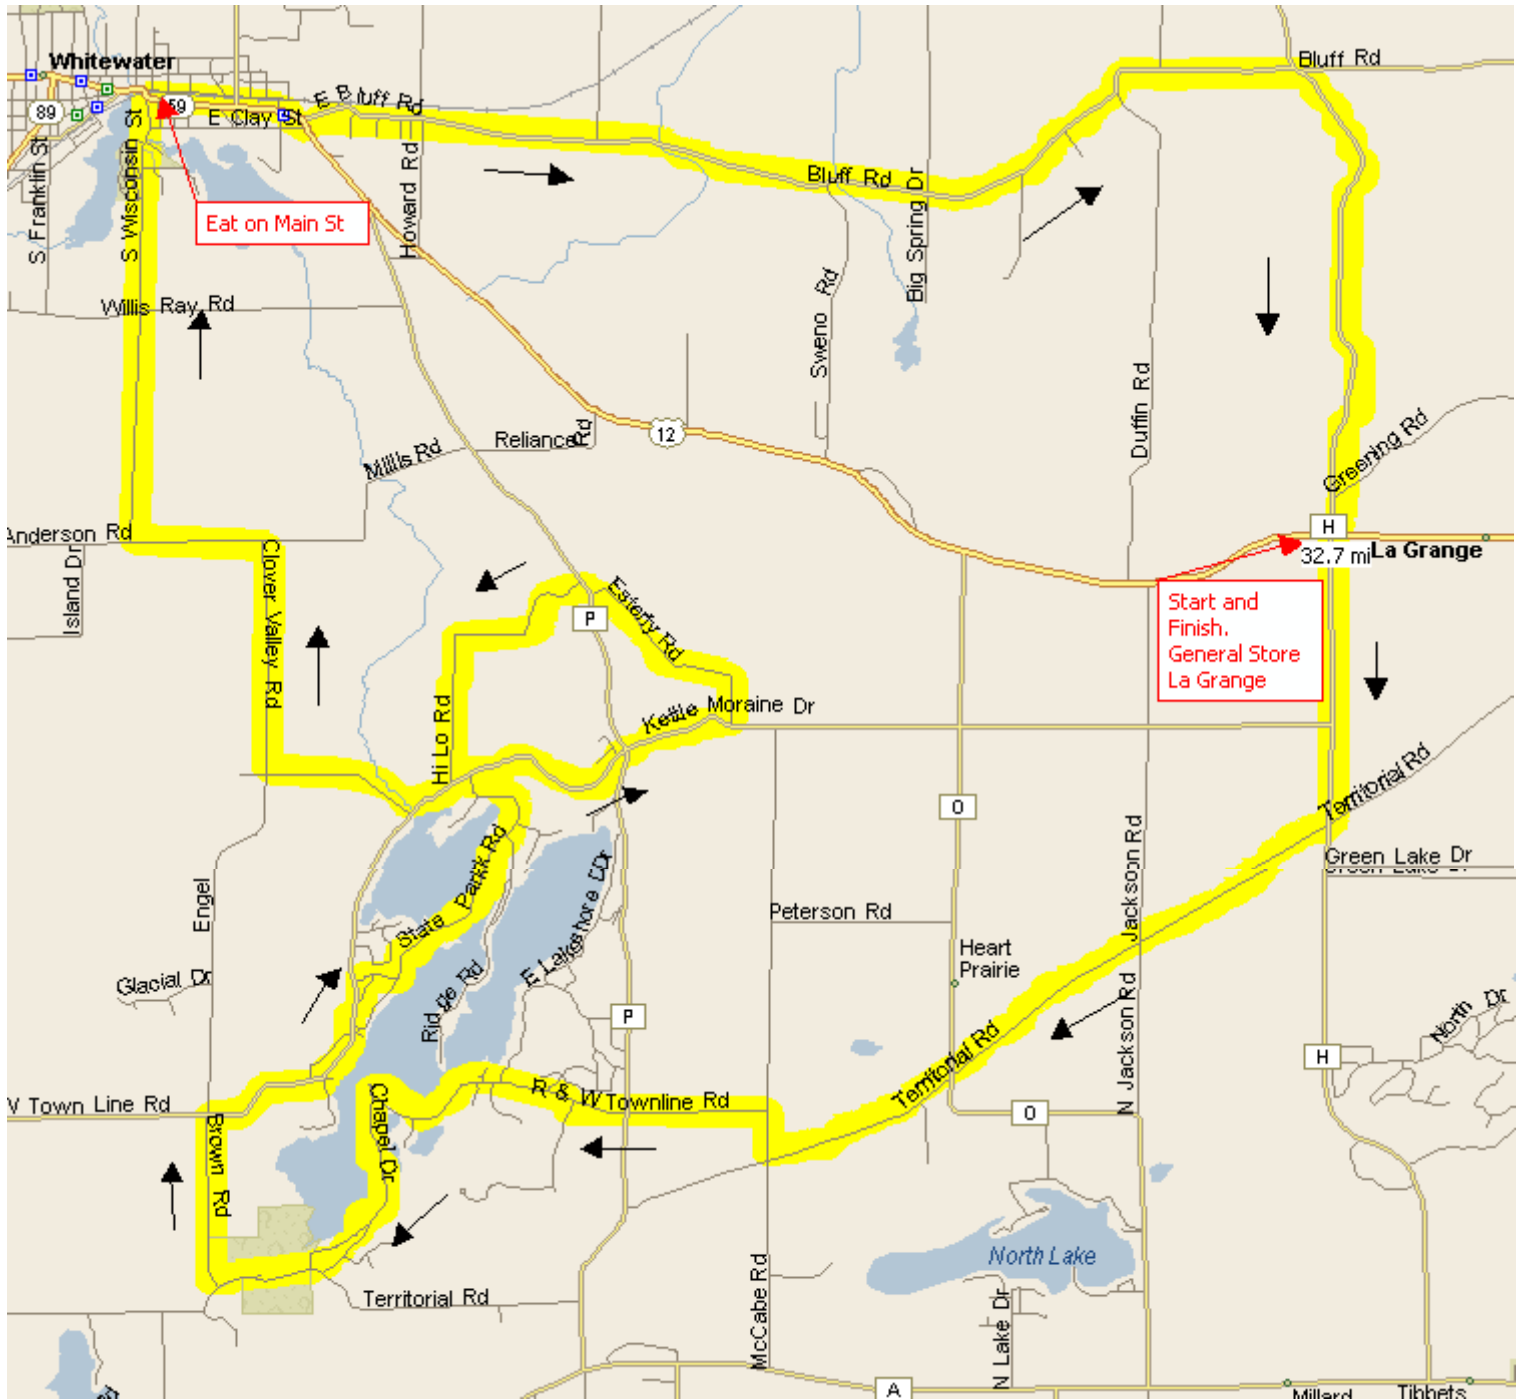 Whitewater
Bluff Rd
89
59
E Bluff Rd
E Clay St
S Franklin St
S Wisconsin St
Howard Rd
Bluff Rd
Big Spring Dr
Eat on Main St
Willis Ray Rd
Sweno Rd
Duffin Rd
12
Reliance Rd
Millis Rd
Greening Rd
Anderson Rd
Island Dr
Clover Valley Rd
H
32.7 mi
La Grange
Esterly Rd
P
Start and
Finish.
General Store
La Grange
Hi Lo Rd
Kettle Moraine Dr
Territorial Rd
O
Jackson Rd
Green Lake Dr
Green Lake Dr
State Park Rd
E Lakeshore Dr
Engel
Peterson Rd
Heart
Prairie
Glacial Dr
Ridge Rd
P
N Jackson Rd
North Dr
Territorial Rd
H
W Town Line Rd
Chapel Dr
R & W Townline Rd
O
Brown Rd
North Lake
Territorial Rd
McCabe Rd
N Lake Dr
A
Millard
Tibbets